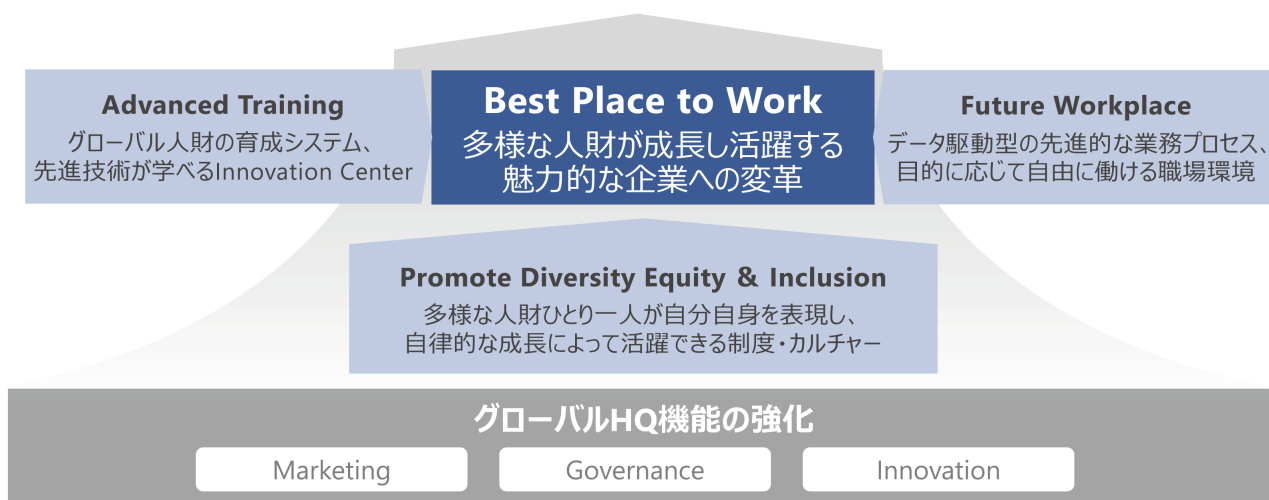 Advanced Training
グローバル人財の育成システム、
先進技術が学べるInnovation Center
Best Place to Work
多様な人財が成長し活躍する
魅力的な企業への変革
Future Workplace
データ駆動型の先進的な業務プロセス、
目的に応じて自由に働ける職場環境
Promote Diversity Equity & Inclusion
多様な人財ひとり一人が自分自身を表現し、
自律的な成長によって活躍できる制度・カルチャー
グローバルHQ機能の強化
Marketing
Governance
Innovation